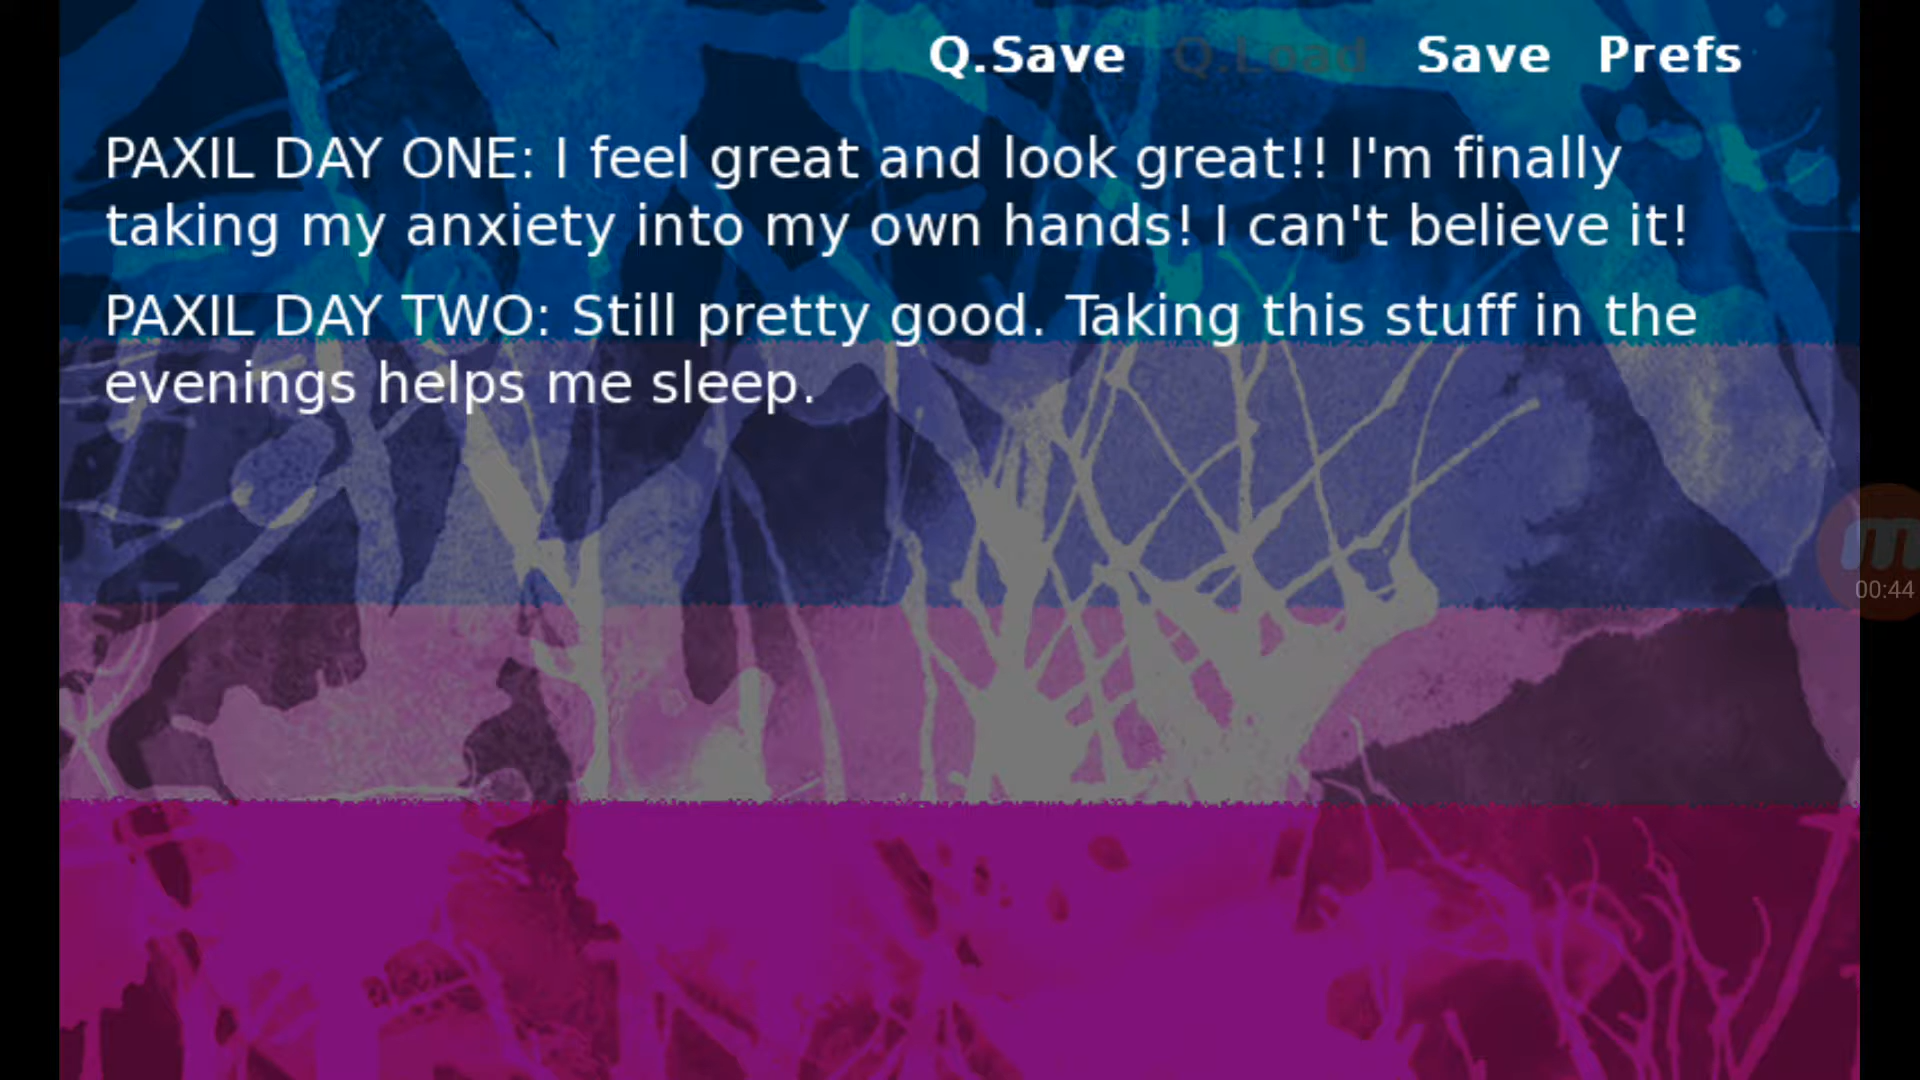 Q.Save Q.Load Save Prefs
PAXIL DAY ONE: I feel great and look great!! I'm finally
taking my anxiety into my own hands! I can't believe it!
PAXIL DAY TWO: Still pretty good. Taking this stuff in the
evenings helps me sleep.
00:44